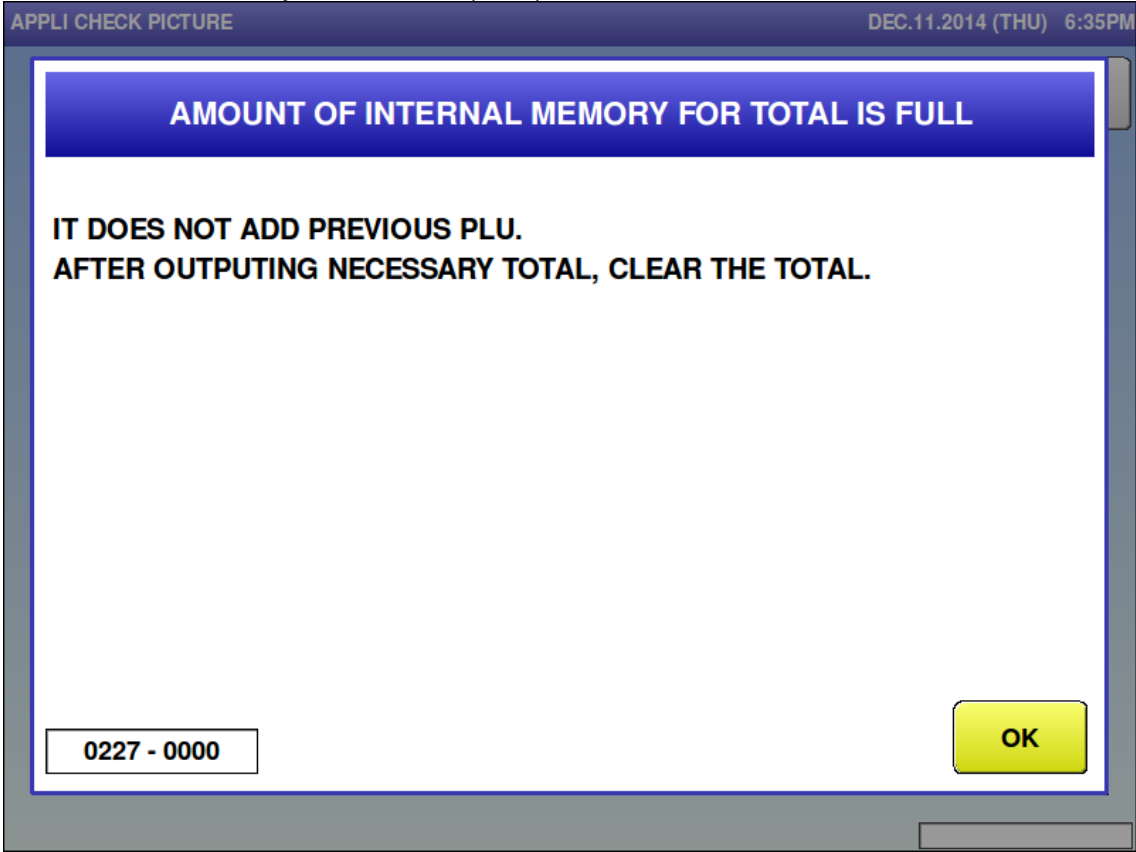 APPLI CHECK PICTURE DEC.11.2014 (THU) 6:35PM
AMOUNT OF INTERNAL MEMORY FOR TOTAL IS FULL
IT DOES NOT ADD PREVIOUS PLU.
AFTER OUTPUTING NECESSARY TOTAL, CLEAR THE TOTAL.
0227 - 0000
OK